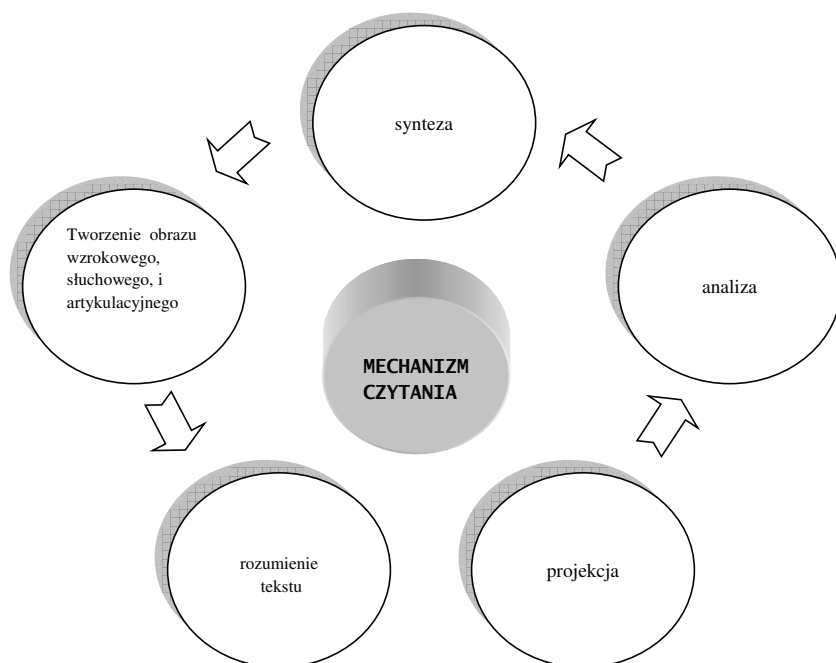 synteza
Tworzenie obrazu
wzrokowego,
słuchowego, i
artykulacyjnego
analiza
MECHANIZM
CZYTANIA
rozumienie
tekstu
projekcja